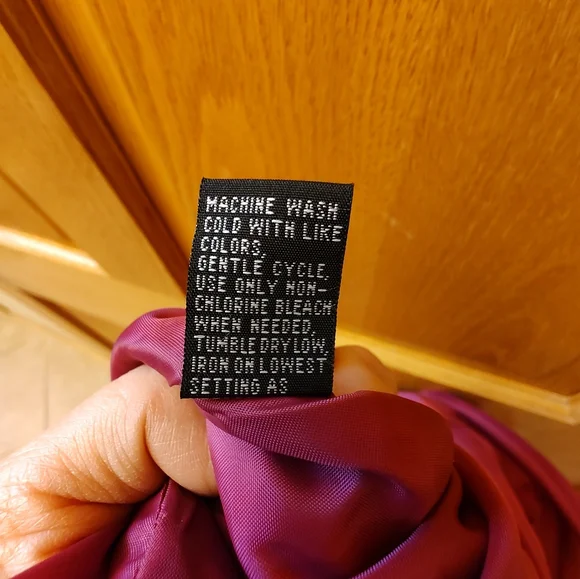 MACHINE WASH
COLD WITH LIKE
COLORS,
GENTLE CYCLE,
USE ONLY NON-
CHLORINE BLEACH
WHEN NEEDED,
TUMBLE DRY LOW,
IRON ON LOWEST
SETTING AS